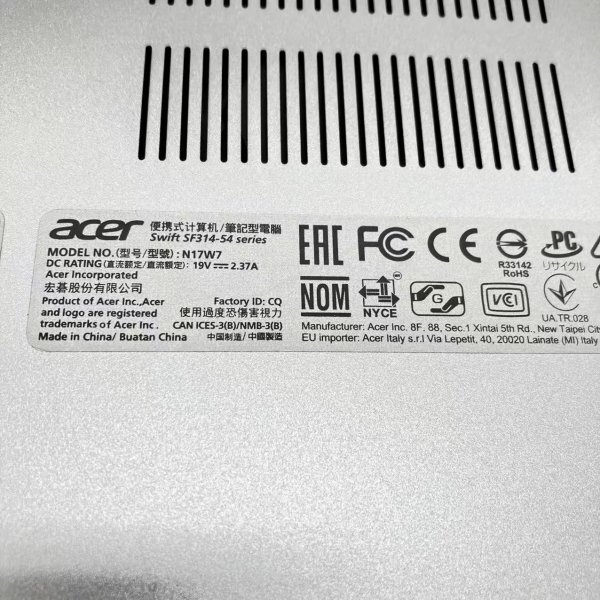 acer 便携式计算机/筆記型電腦
Swift SF314-54 series
MODEL NO.(型号/型號): N17W7
DC RATING(直流额定/直流額定): 19V ⎓ 2.37A
Acer Incorporated
宏碁股份有限公司
Product of Acer Inc.,Acer Factory ID: CQ
and logo are registered 使用過度恐傷害視力
trademarks of Acer Inc. CAN ICES-3(B)/NMB-3(B)
Made in China/ Buatan China 中国制造/中國製造
EAC FC CE R33142 RoHS PC リサイクル
NOM NYCE G VCI UA.TR.028
Manufacturer: Acer Inc. 8F, 88, Sec.1 Xintai 5th Rd., New Taipei City
EU importer: Acer Italy s.r.l Via Lepetit, 40, 20020 Lainate (MI) Italy